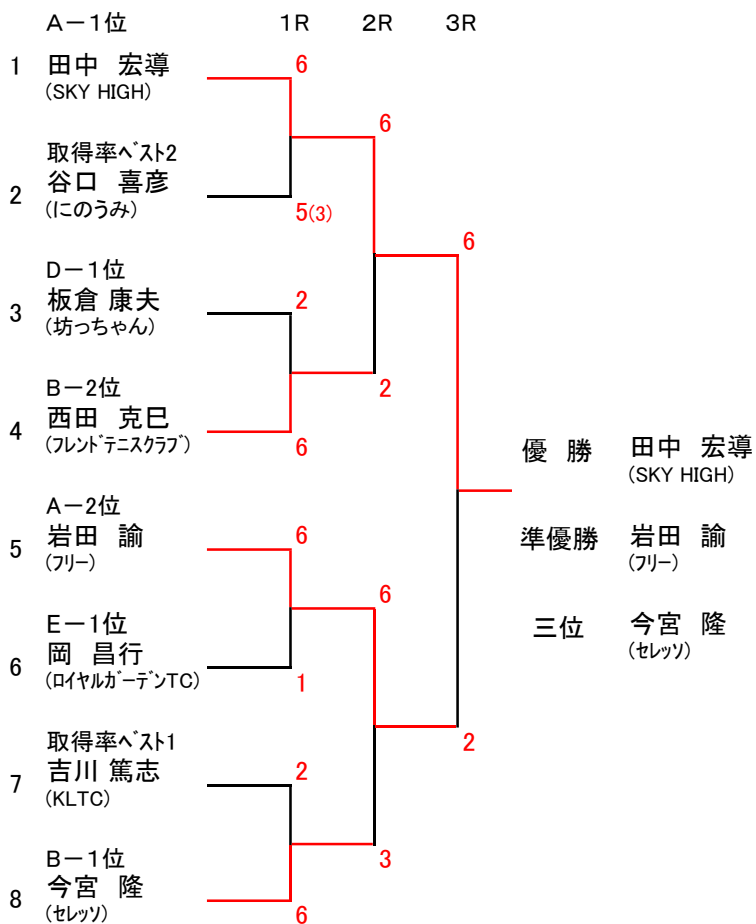 A－1位 1R 2R 3R
1 田中 宏導 6
(SKY HIGH)
6
取得率ベスト2
2 谷口 喜彦
(にのうみ) 5(3)
6
D－1位
3 板倉 康夫 2
(坊っちゃん)
2
B－2位
4 西田 克巳
(フレンドテニスクラブ) 6
優 勝 田中 宏導
(SKY HIGH)
A－2位
5 岩田 諭 6
(フリー)
準優勝 岩田 諭
(フリー)
6
E－1位
6 岡 昌行
(ロイヤルガーデンTC) 1
三位 今宮 隆
(セレッソ)
2
取得率ベスト1
7 吉川 篤志 2
(KLTC)
3
B－1位
8 今宮 隆
(セレッソ) 6